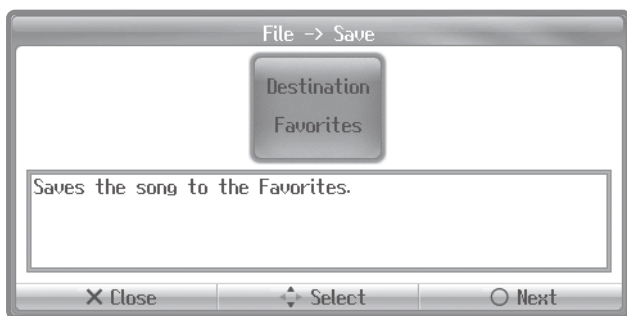 File -> Save
Destination
Favorites
Saves the song to the Favorites.
X Close
Select
O Next